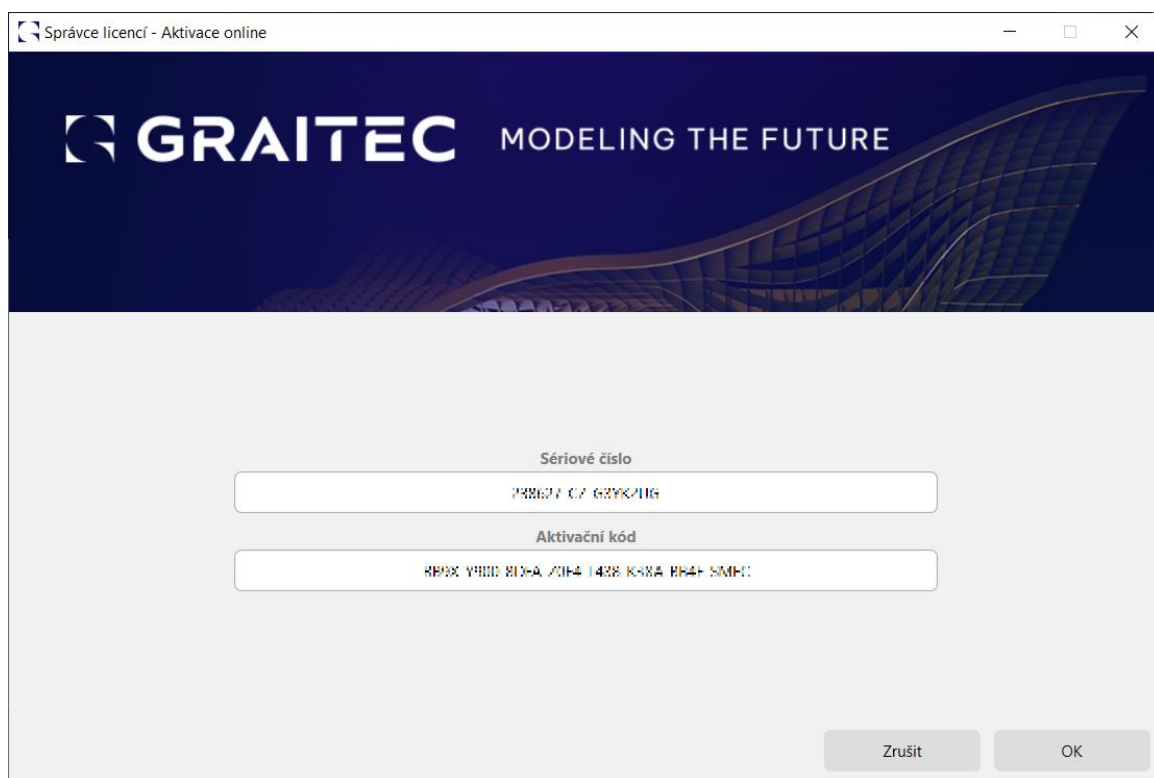 Správce licencí - Aktivace online
GRAITEC MODELING THE FUTURE
Sériové číslo
Aktivační kód
Zrušit OK